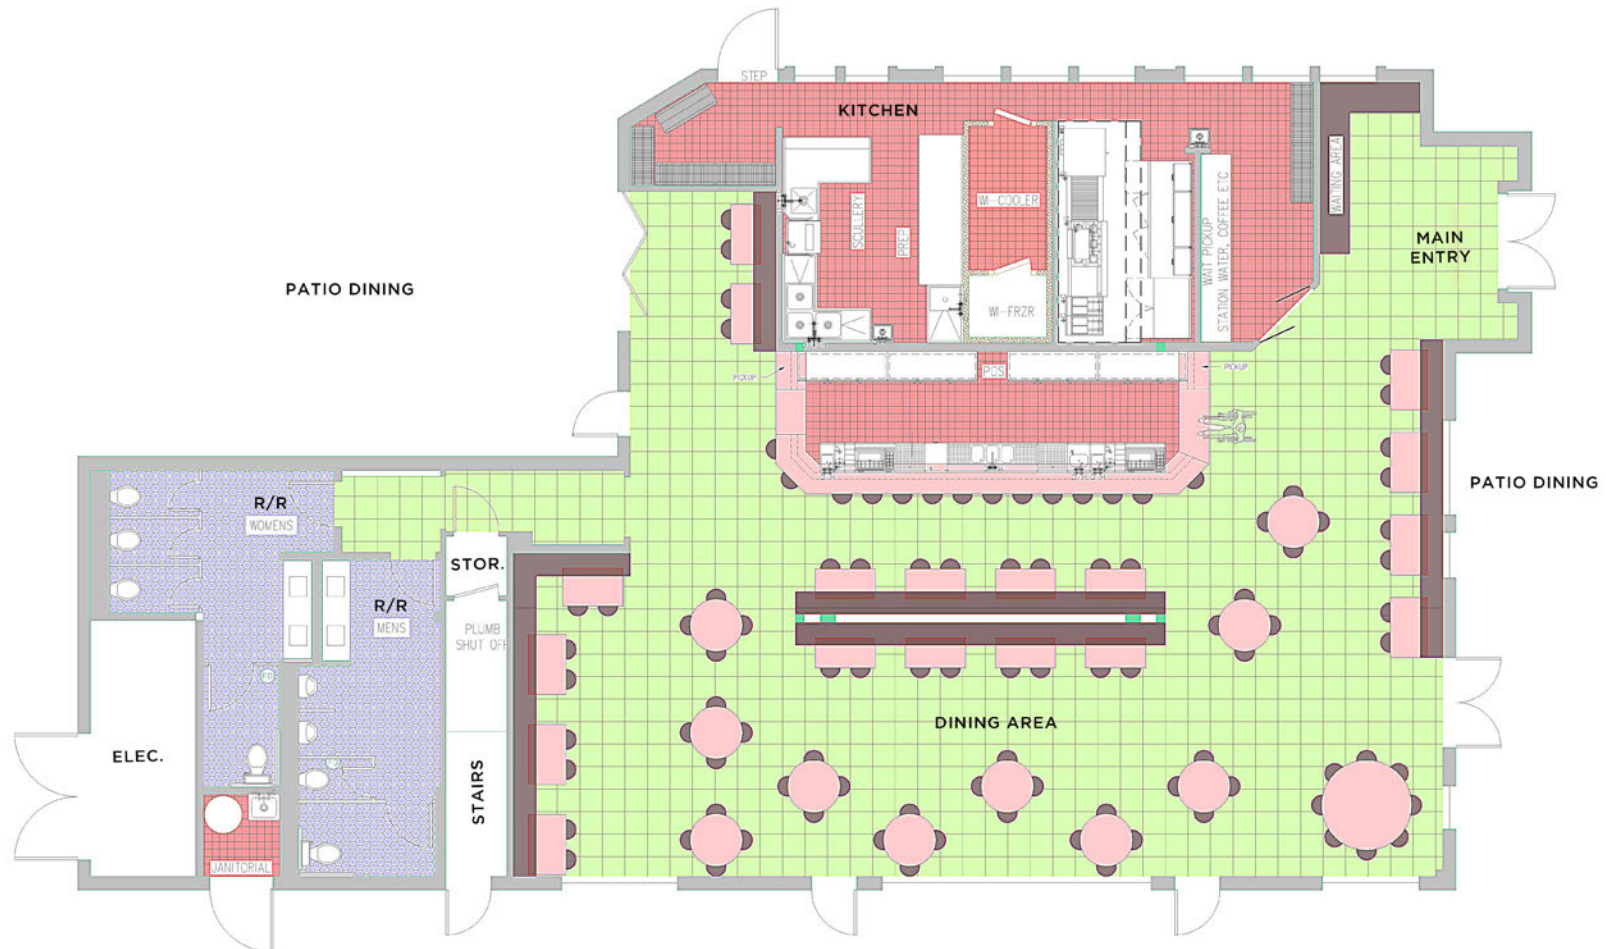 STEP
KITCHEN
WAITING AREA
WI-COOLER
SCULLERY
PREP
WAIT PICKUP
STATION WATER, COFFEE ETC
MAIN
ENTRY
PATIO DINING
WI-FRZR
PICKUP
POS
PICKUP
PATIO DINING
R/R
WOMENS
STOR.
R/R
MENS
PLUMB
SHUT OFF
DINING AREA
ELEC.
STAIRS
JANITORIAL